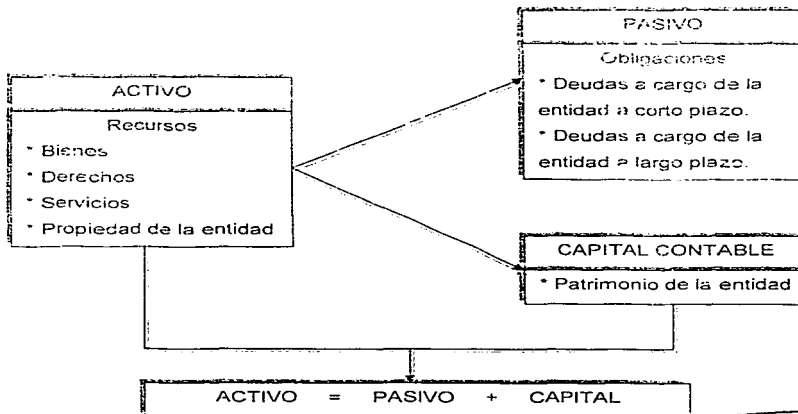 PASIVO
Obligaciones
* Deudas a cargo de la
entidad a corto plazo.
* Deudas a cargo de la
entidad a largo plazo.
ACTIVO
Recursos
* Bienes
* Derechos
* Servicios
* Propiedad de la entidad
CAPITAL CONTABLE
* Patrimonio de la entidad
ACTIVO = PASIVO + CAPITAL